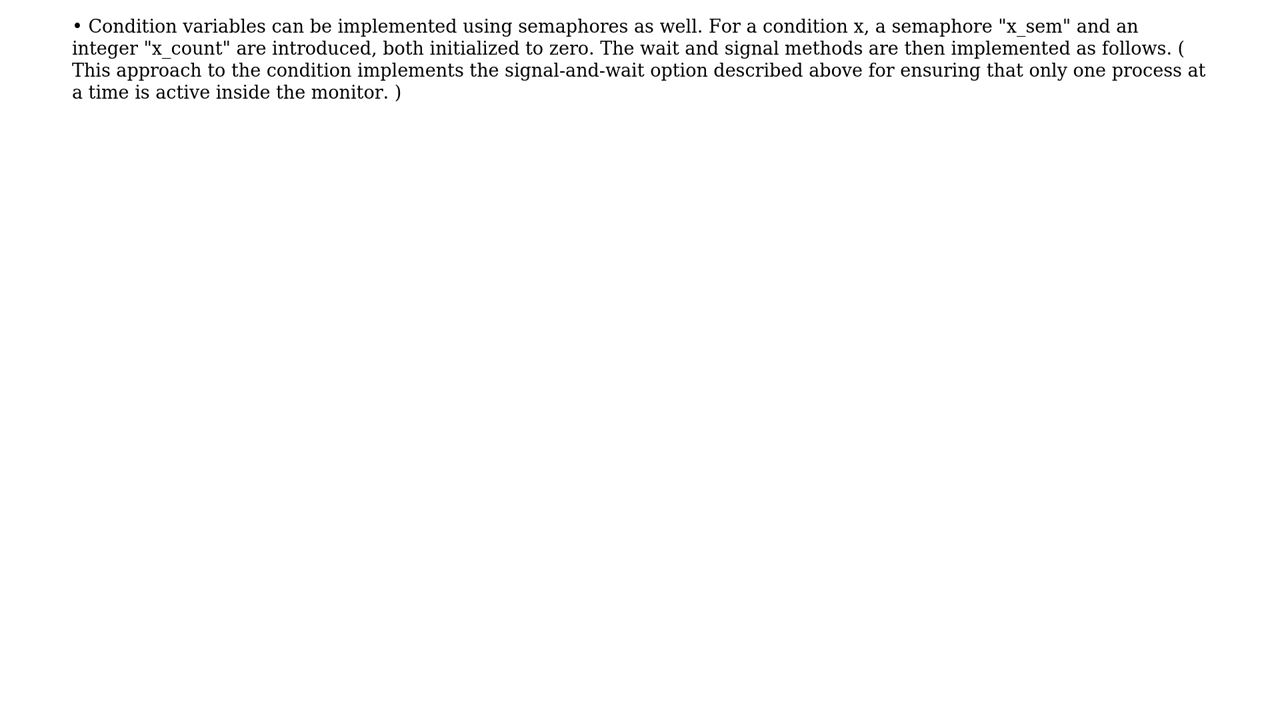 • Condition variables can be implemented using semaphores as well. For a condition x, a semaphore "x_sem" and an
integer "x_count" are introduced, both initialized to zero. The wait and signal methods are then implemented as follows. (
This approach to the condition implements the signal-and-wait option described above for ensuring that only one process at
a time is active inside the monitor. )